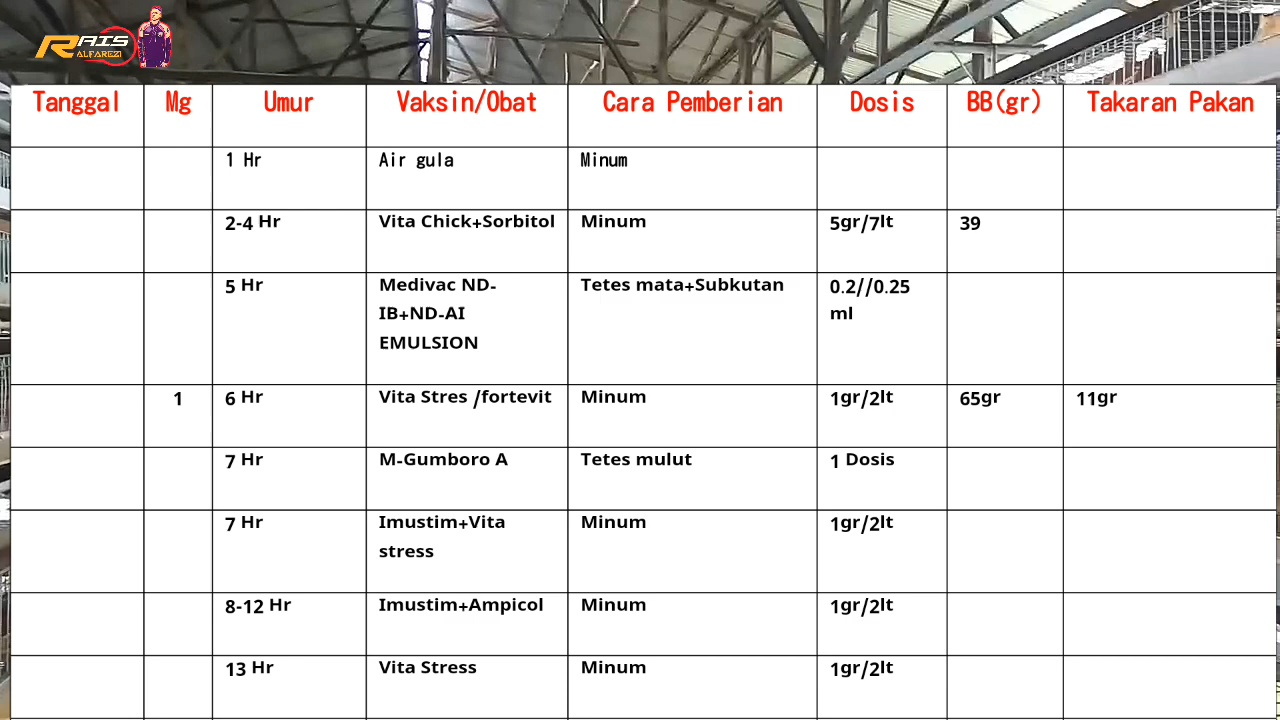 RAIS
ALFAREZI
Tanggal Mg Umur Vaksin/Obat Cara Pemberian Dosis BB(gr) Takaran Pakan
1 Hr Air gula Minum
2-4 Hr Vita Chick+Sorbitol Minum 5gr/7lt 39
5 Hr Medivac ND- Tetes mata+Subkutan 0.2//0.25
IB+ND-AI ml
EMULSION
1 6 Hr Vita Stres /fortevit Minum 1gr/2lt 65gr 11gr
7 Hr M-Gumboro A Tetes mulut 1 Dosis
7 Hr Imustim+Vita Minum 1gr/2lt
stress
8-12 Hr Imustim+Ampicol Minum 1gr/2lt
13 Hr Vita Stress Minum 1gr/2lt